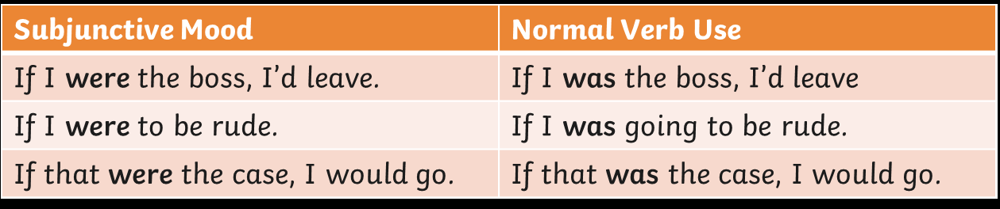 Subjunctive Mood Normal Verb Use
If I were the boss, I'd leave. If I was the boss, I'd leave
If I were to be rude. If I was going to be rude.
If that were the case, I would go. If that was the case, I would go.